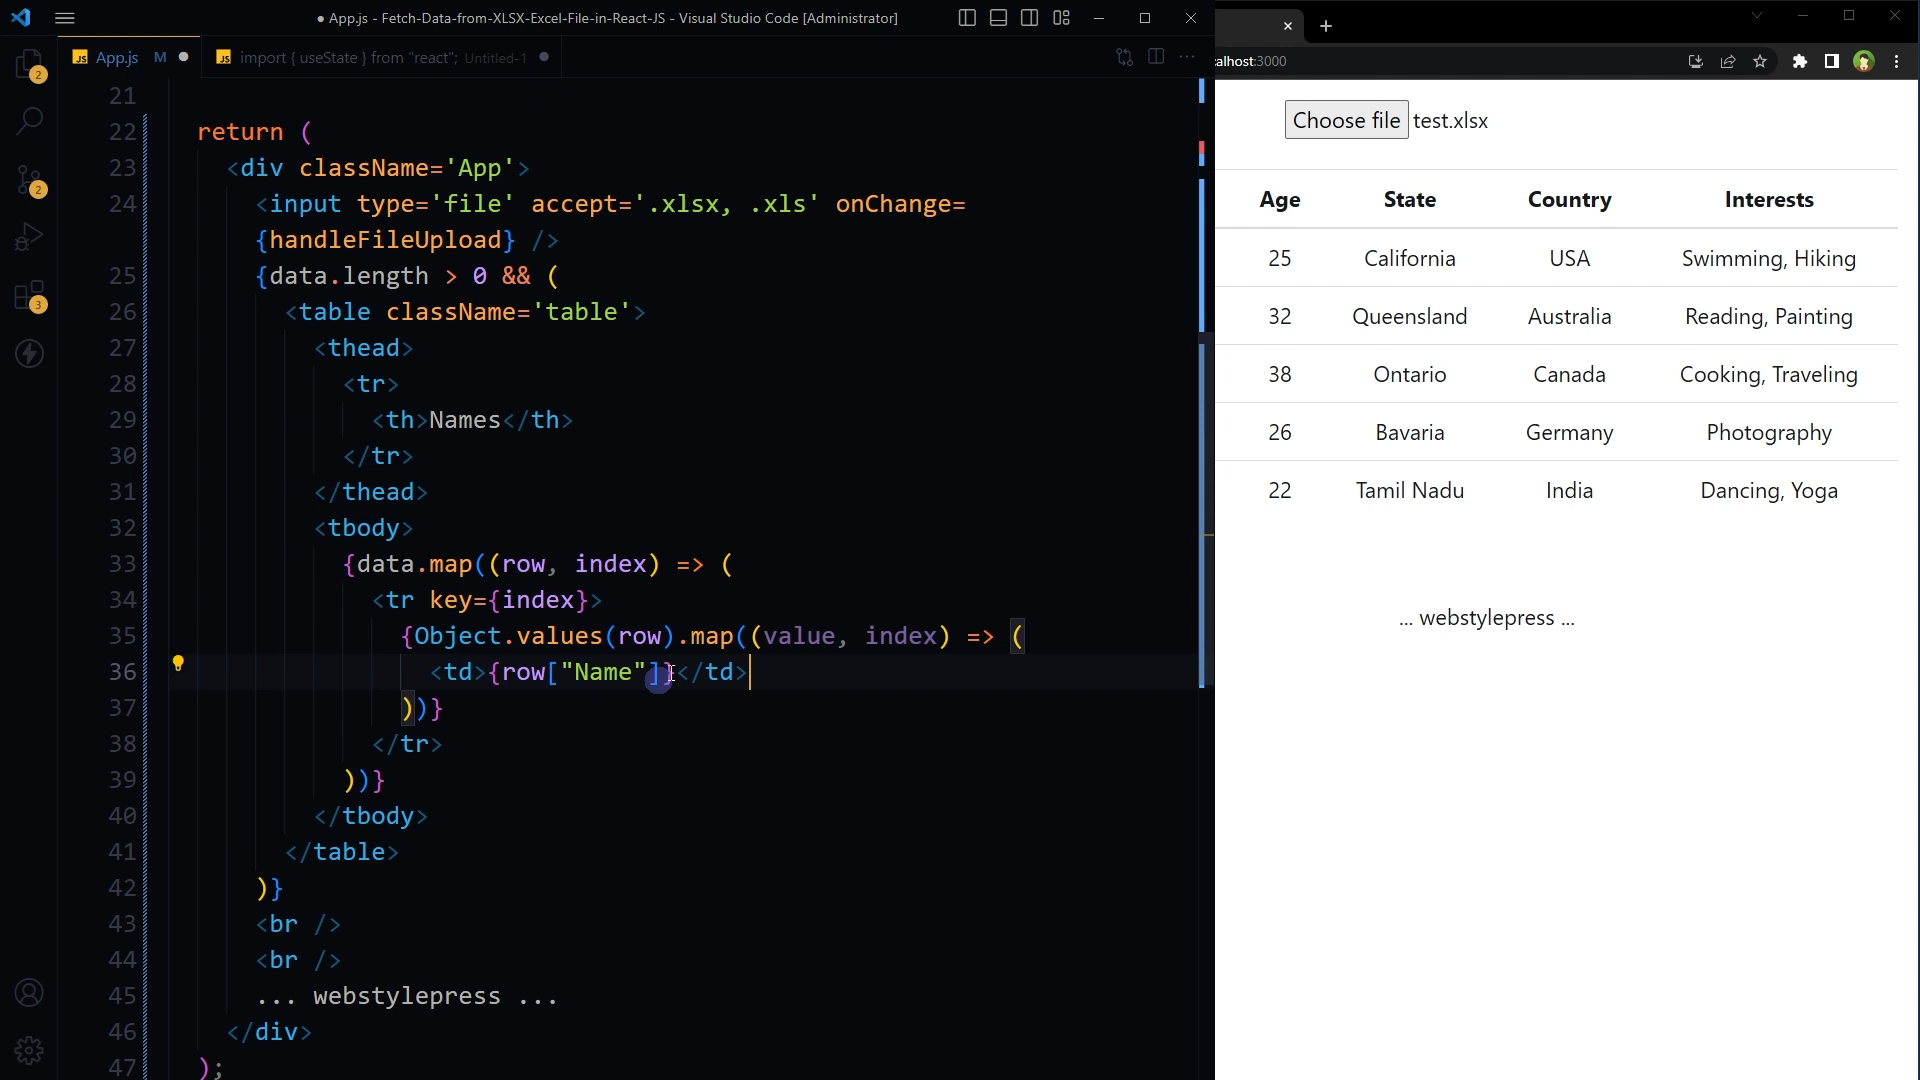 ● App.js - Fetch-Data-from-XLSX-Excel-File-in-React-JS - Visual Studio Code [Administrator]
App.js M
import { useState } from "react"; Untitled-1
2
2
3
21
22 return (
23 <div className='App'>
24 <input type='file' accept='.xlsx, .xls' onChange=
{handleFileUpload} />
25 {data.length > 0 && (
26 <table className='table'>
27 <thead>
28 <tr>
29 <th>Names</th>
30 </tr>
31 </thead>
32 <tbody>
33 {data.map((row, index) => (
34 <tr key={index}>
35 {Object.values(row).map((value, index) => (
36 <td>{row["Name"]}</td>
37 ))}
38 </tr>
39 ))}
40 </tbody>
41 </table>
42 )}
43 <br />
44 <br />
45 ... webstylepress ...
46 </div>
47 );
alhost:3000
Choose file test.xlsx
Age State Country Interests
25 California USA Swimming, Hiking
32 Queensland Australia Reading, Painting
38 Ontario Canada Cooking, Traveling
26 Bavaria Germany Photography
22 Tamil Nadu India Dancing, Yoga
... webstylepress ...